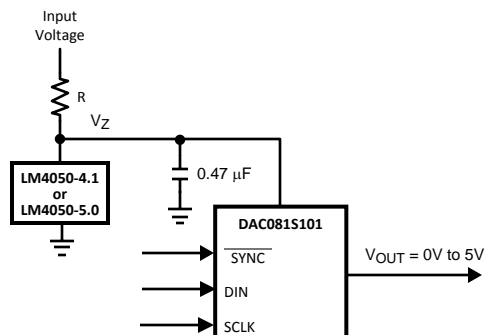 Input
Voltage
R
VZ
LM4050-4.1
or
LM4050-5.0
0.47 μF
DAC081S101
SYNC
DIN
SCLK
VOUT = 0V to 5V